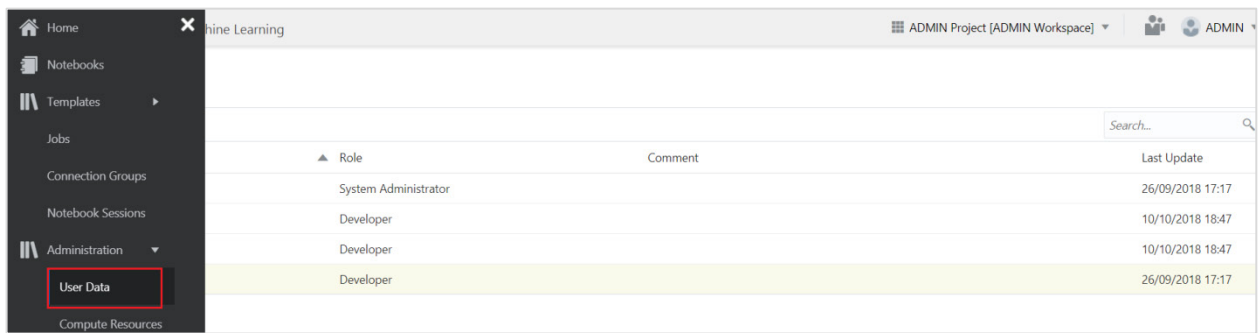 Home
Notebooks
Templates
Jobs
Connection Groups
Notebook Sessions
Administration
User Data
Compute Resources
hine Learning
ADMIN Project [ADMIN Workspace]
ADMIN
Search...
Role Comment Last Update
System Administrator 26/09/2018 17:17
Developer 10/10/2018 18:47
Developer 10/10/2018 18:47
Developer 26/09/2018 17:17